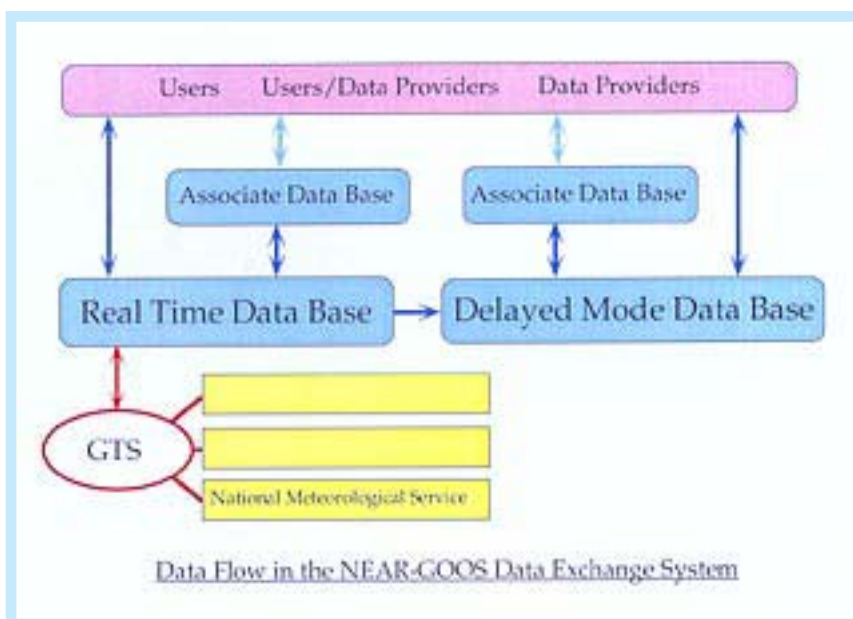 Users Users/Data Providers Data Providers
Associate Data Base Associate Data Base
Real Time Data Base Delayed Mode Data Base
GTS
National Meteorological Service
Data Flow in the NEAR-GOOS Data Exchange System